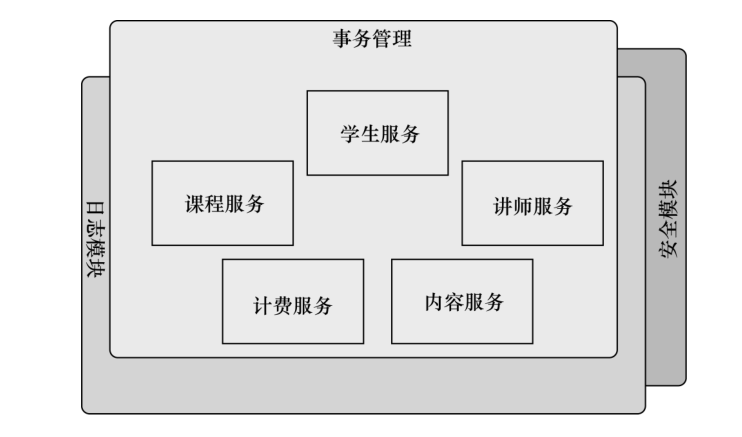 事务管理
学生服务
课程服务
讲师服务
计费服务
内容服务
日志模块
安全模块